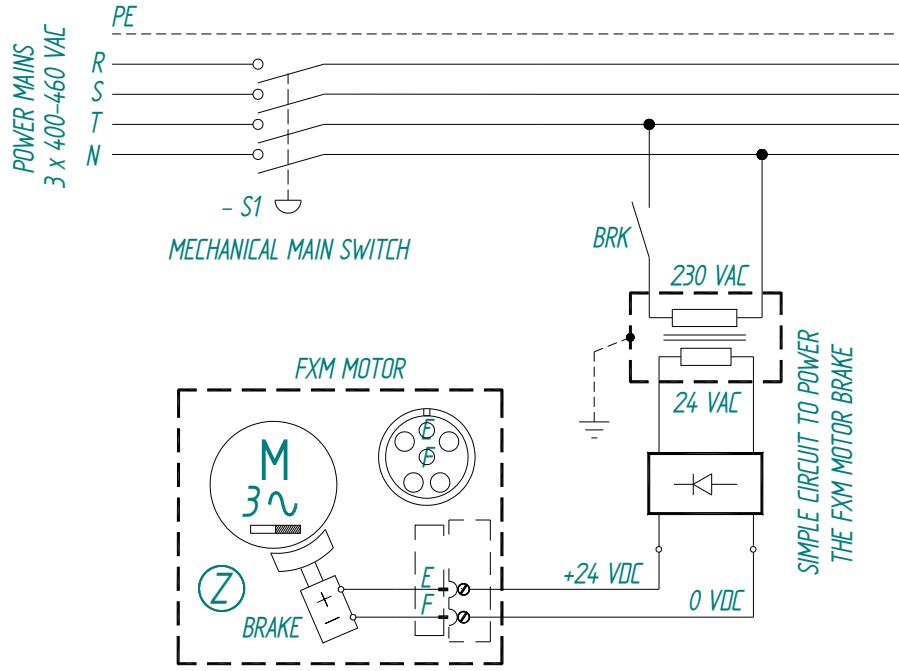 PE
POWER MAINS
3 x 400-460 VAC
R
S
T
N
- S1
MECHANICAL MAIN SWITCH
BRK
230 VAC
24 VAC
SIMPLE CIRCUIT TO POWER
THE FXM MOTOR BRAKE
FXM MOTOR
M
3 ∿
E
F
Z
+
-
BRAKE
E
F
+24 VDC
0 VDC